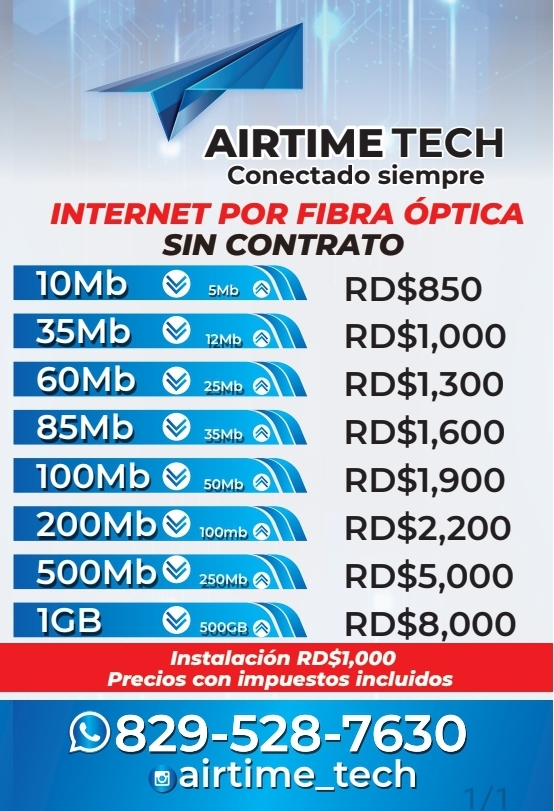 AIRTIME TECH
Conectado siempre
INTERNET POR FIBRA ÓPTICA
SIN CONTRATO
10Mb 5Mb RD$850
35Mb 12Mb RD$1,000
60Mb 25Mb RD$1,300
85Mb 35Mb RD$1,600
100Mb 50Mb RD$1,900
200Mb 100mb RD$2,200
500Mb 250Mb RD$5,000
1GB 500GB RD$8,000
Instalación RD$1,000
Precios con impuestos incluidos
829-528-7630
airtime_tech
1/1